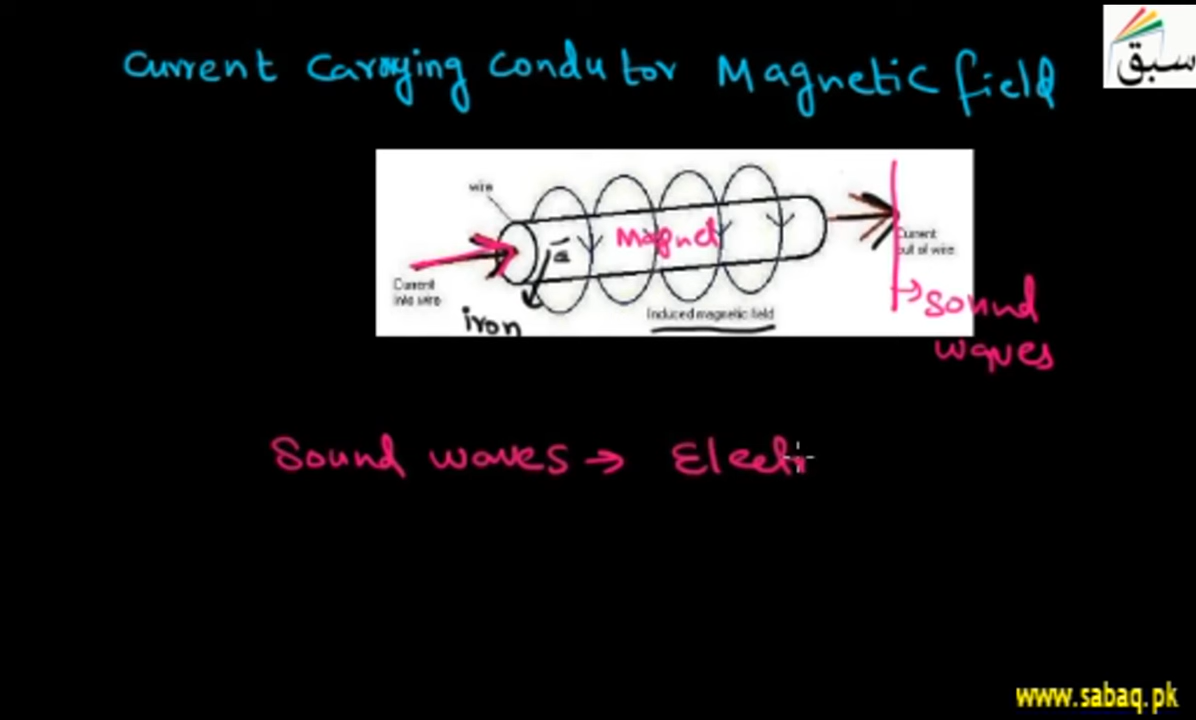 Current Carrying Condutor Magnetic field
سبق
wire
Magnet
ē
Current
into wire
iron
Induced magnetic field
Current
out of wire
Sound
waves
Sound waves → Electr
www.sabaq.pk